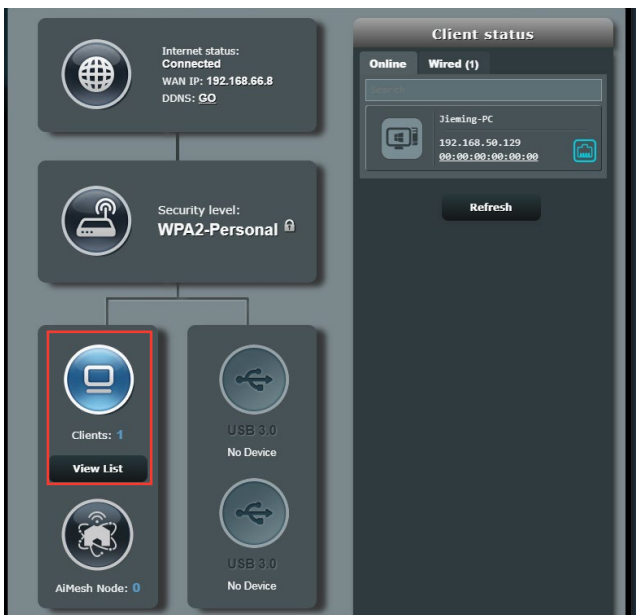 Internet status:
Connected
WAN IP: 192.168.66.8
DDNS: GO
Security level:
WPA2-Personal
Clients: 1
View List
AiMesh Node: 0
USB 3.0
No Device
USB 3.0
No Device
Client status
Online
Wired (1)
Search
Jieming-PC
192.168.50.129
00:00:00:00:00:00
Refresh